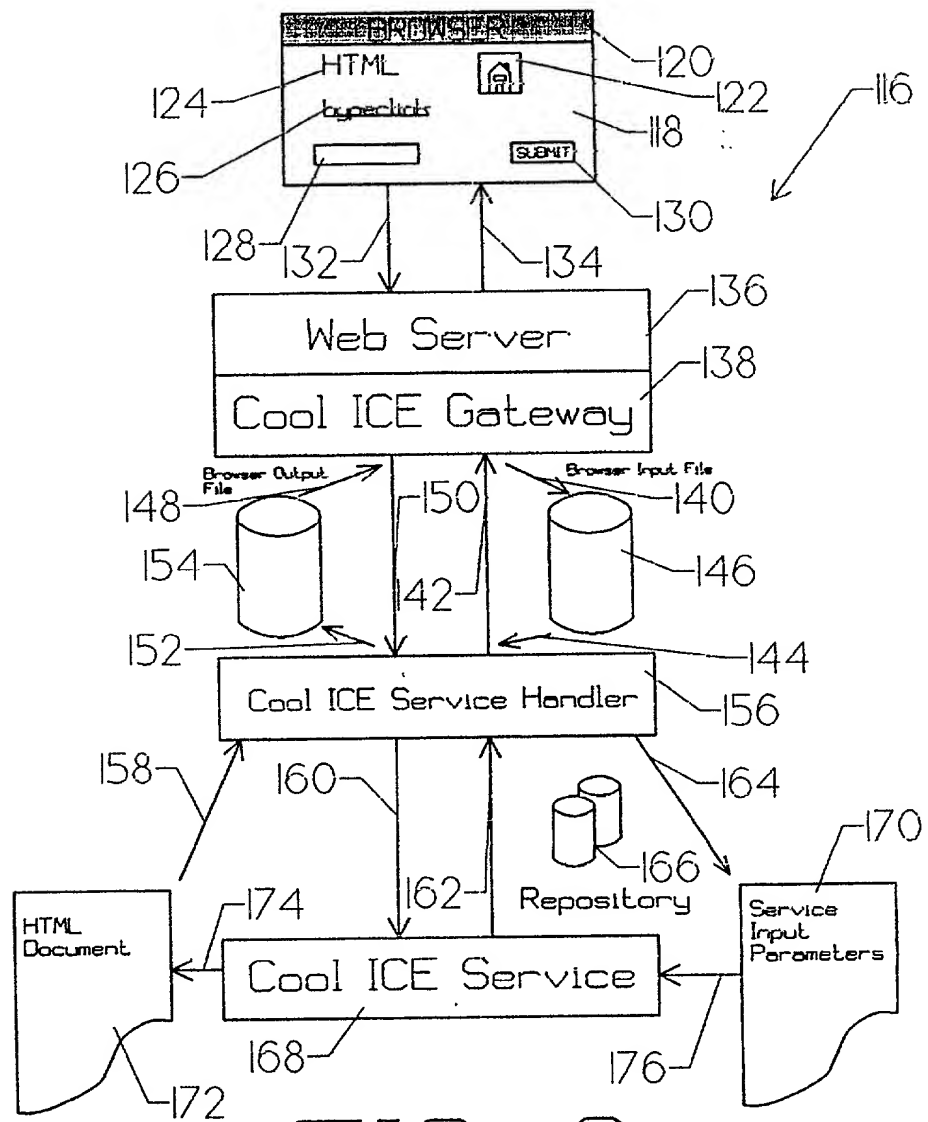 BROWSER
120
HTML
124
122
116
hyperlinks
118
126
SUBMIT
128
130
132
134
Web Server
136
138
Cool ICE Gateway
Browser Output
File
Browser Input File
148
150
140
154
142
146
152
144
Cool ICE Service Handler
156
158
160
164
166
170
162
Repository
HTML
Document
174
Service
Input
Parameters
Cool ICE Service
168
176
172